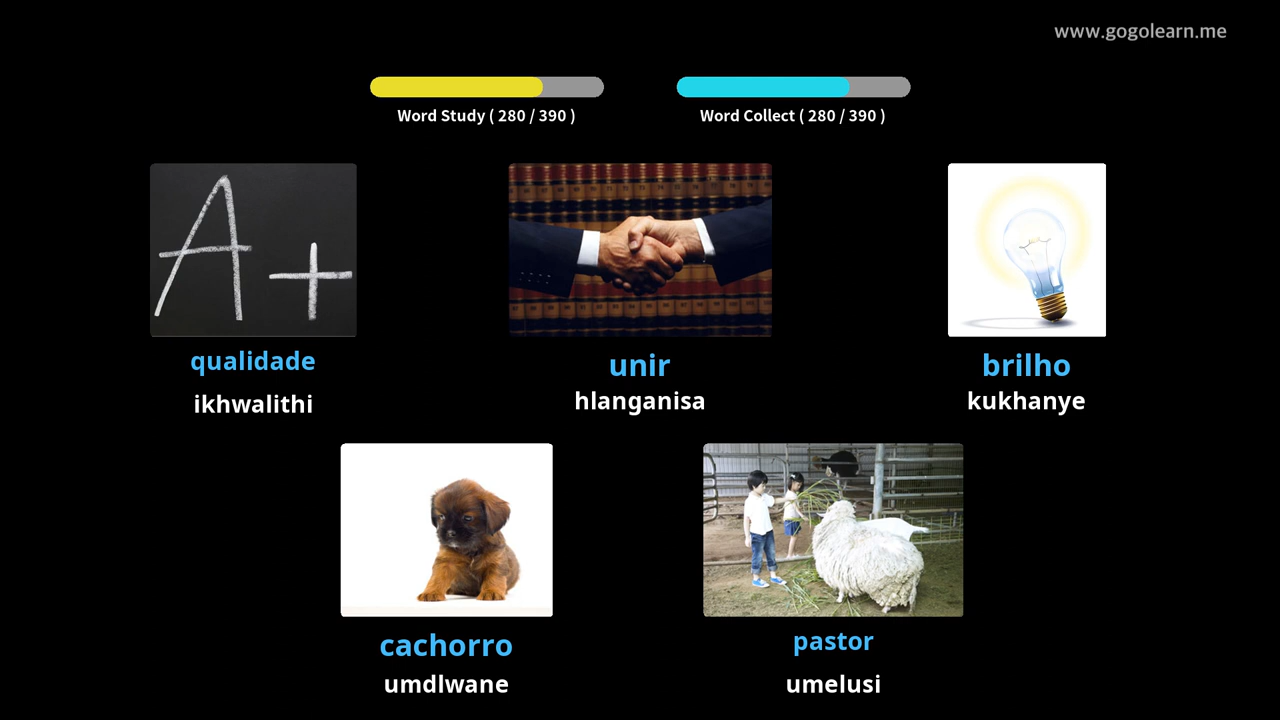 www.gogolearn.me
Word Study ( 280 / 390 )
Word Collect ( 280 / 390 )
A+
qualidade
ikhwalithi
unir
hlanganisa
brilho
kukhanye
cachorro
umdlwane
pastor
umelusi